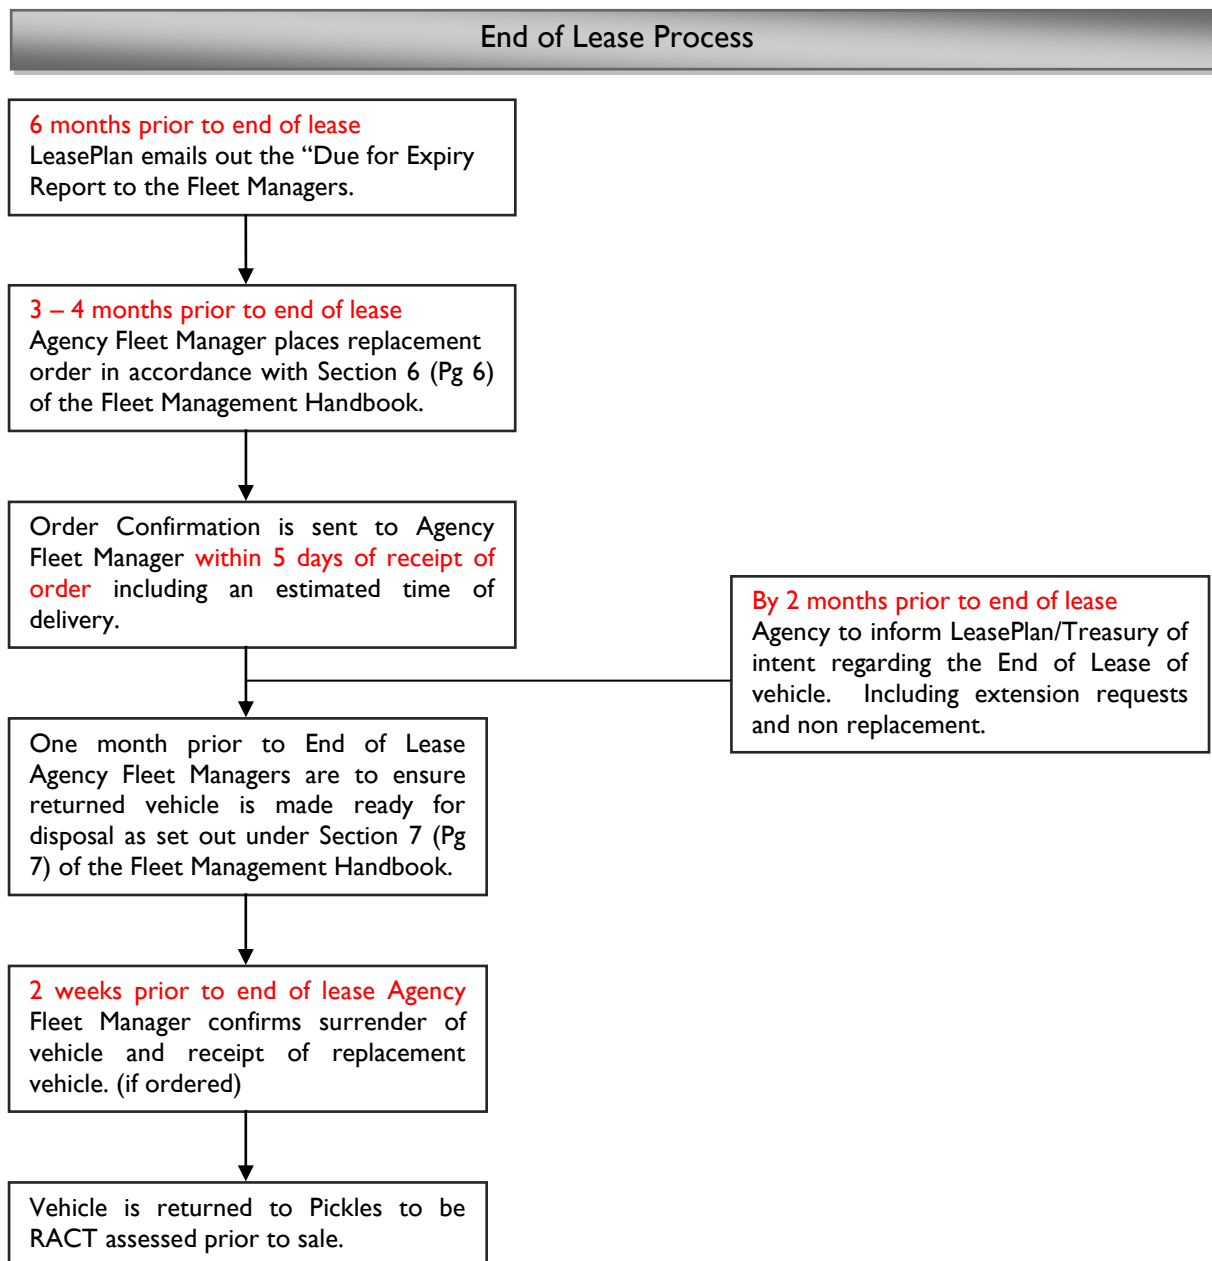 End of Lease Process
6 months prior to end of lease
LeasePlan emails out the “Due for Expiry
Report to the Fleet Managers.
3 – 4 months prior to end of lease
Agency Fleet Manager places replacement
order in accordance with Section 6 (Pg 6)
of the Fleet Management Handbook.
Order Confirmation is sent to Agency
Fleet Manager within 5 days of receipt of
order including an estimated time of
delivery.
By 2 months prior to end of lease
Agency to inform LeasePlan/Treasury of
intent regarding the End of Lease of
vehicle. Including extension requests
and non replacement.
One month prior to End of Lease
Agency Fleet Managers are to ensure
returned vehicle is made ready for
disposal as set out under Section 7 (Pg
7) of the Fleet Management Handbook.
2 weeks prior to end of lease Agency
Fleet Manager confirms surrender of
vehicle and receipt of replacement
vehicle. (if ordered)
Vehicle is returned to Pickles to be
RACT assessed prior to sale.